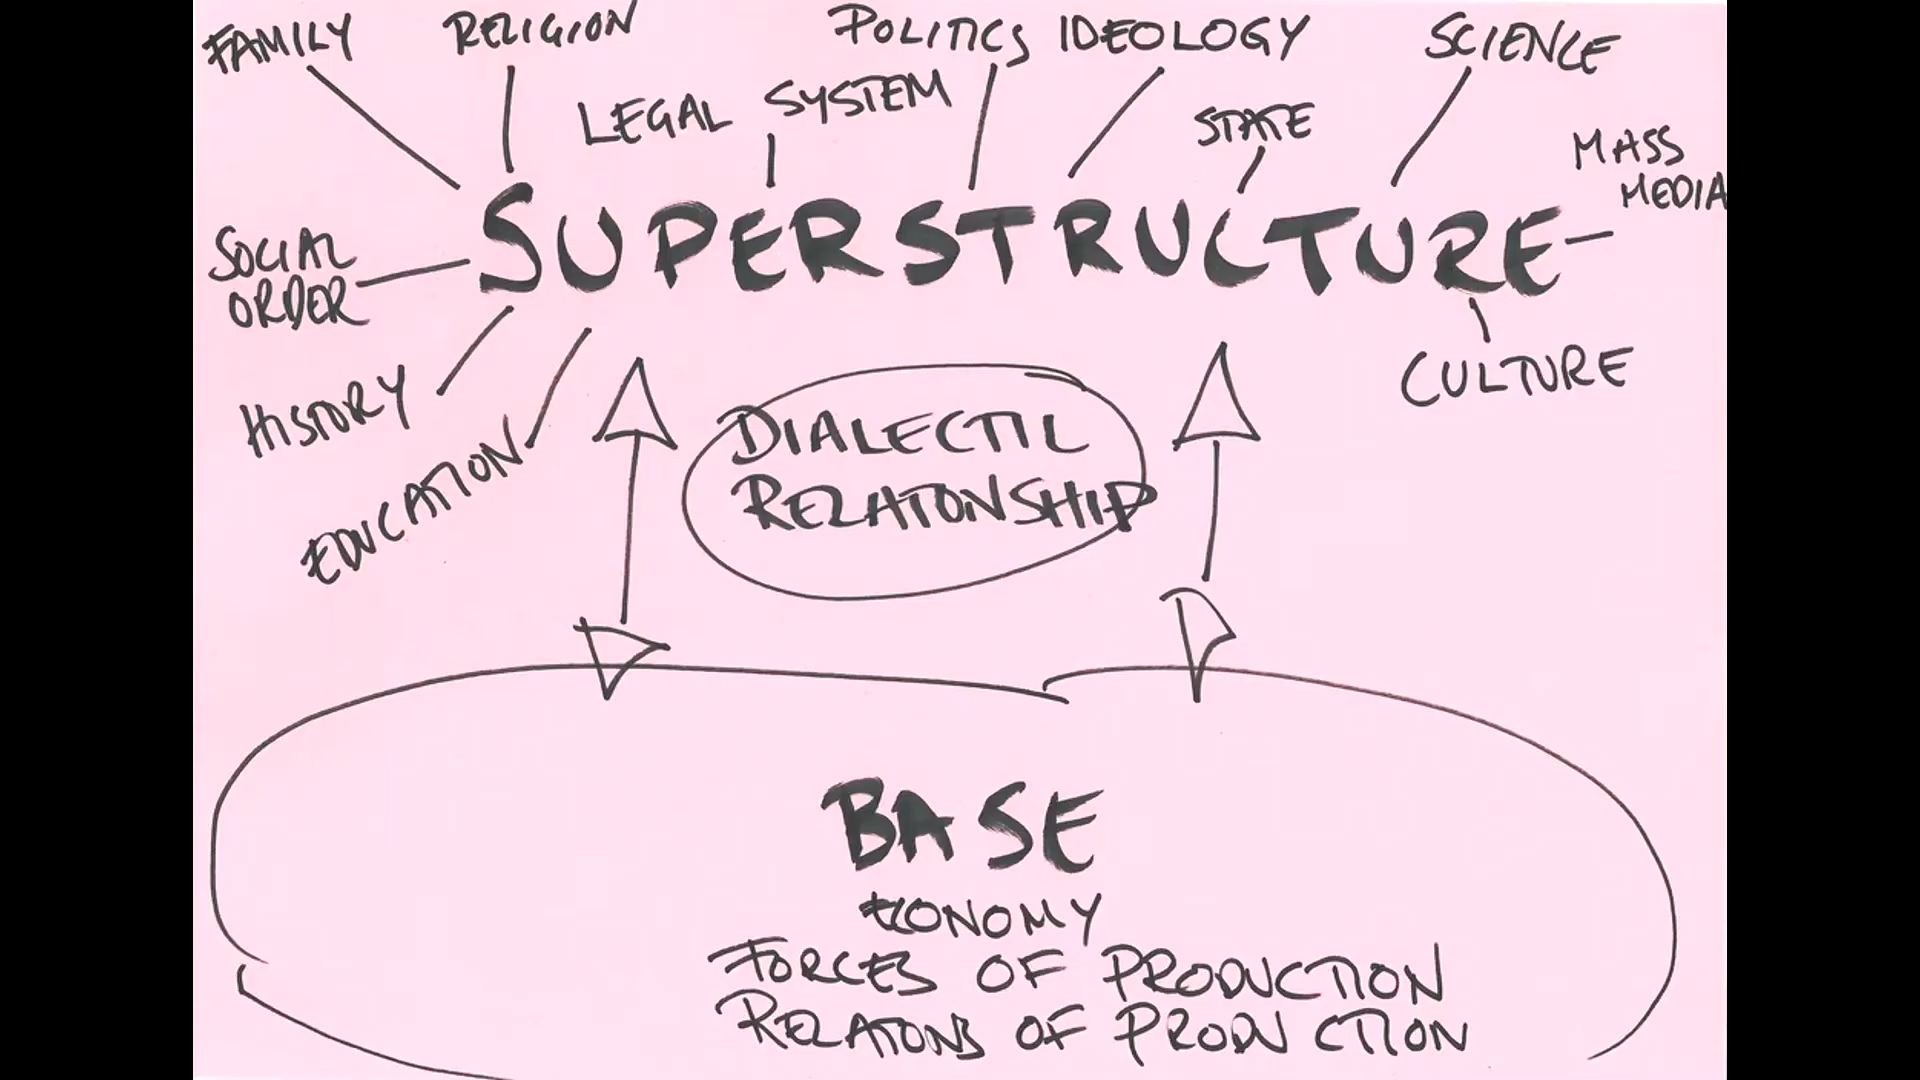 FAMILY
RELIGION
POLITICS
IDEOLOGY
SCIENCE
LEGAL SYSTEM
STATE
MASS
MEDIA
SUPERSTRUCTURE
SOCIAL
ORDER
HISTORY
EDUCATION
CULTURE
DIALECTIC
RELATIONSHIP
BASE
ECONOMY
FORCES OF PRODUCTION
RELATIONS OF PRODUCTION